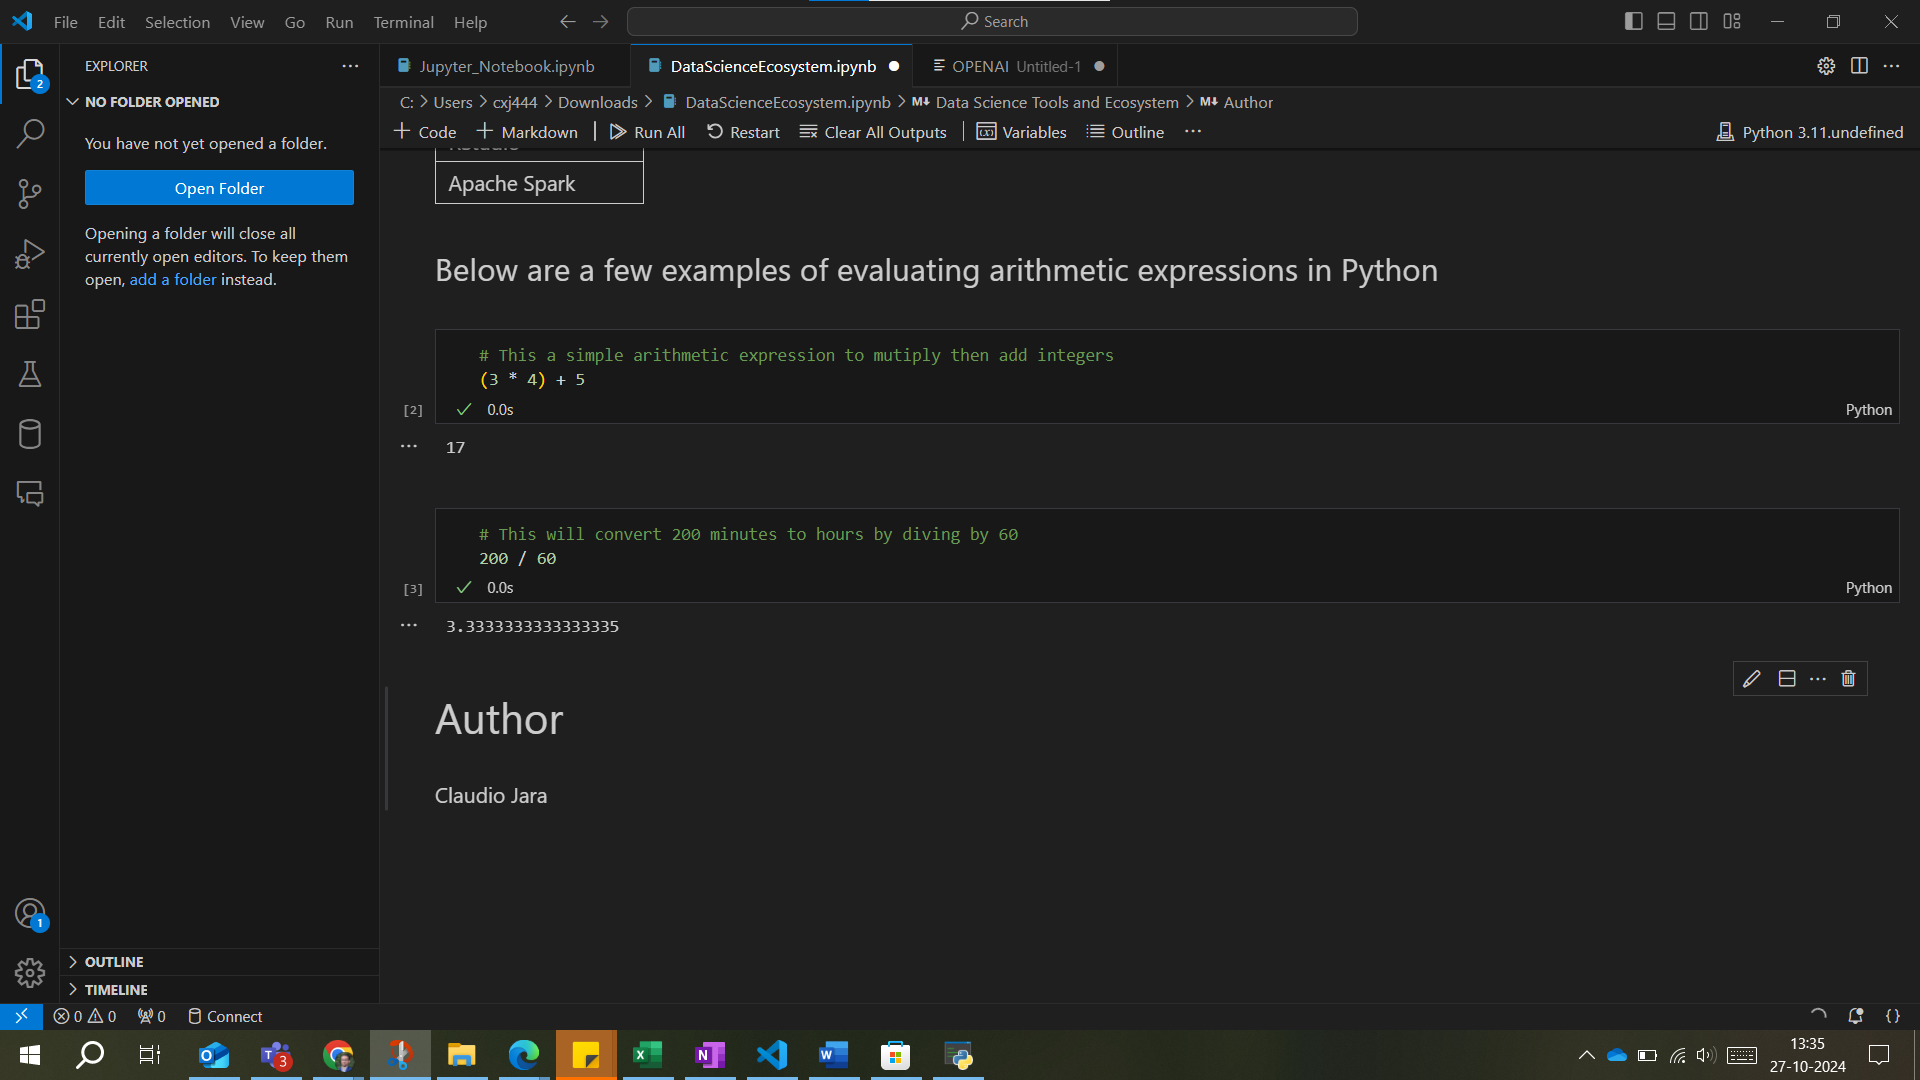 File Edit Selection View Go Run Terminal Help
Search
EXPLORER
Jupyter_Notebook.ipynb
DataScienceEcosystem.ipynb
OPENAI Untitled-1
2
NO FOLDER OPENED
C: > Users > cxj444 > Downloads > DataScienceEcosystem.ipynb > M↓ Data Science Tools and Ecosystem > M↓ Author
You have not yet opened a folder.
Code Markdown Run All Restart Clear All Outputs Variables Outline
Python 3.11.undefined
Open Folder
Apache Spark
Opening a folder will close all
currently open editors. To keep them
open, add a folder instead.
Below are a few examples of evaluating arithmetic expressions in Python
# This a simple arithmetic expression to mutiply then add integers
(3 * 4) + 5
[2] 0.0s Python
17
# This will convert 200 minutes to hours by diving by 60
200 / 60
[3] 0.0s Python
3.3333333333333335
Author
Claudio Jara
1
OUTLINE
TIMELINE
0 0 0 Connect
3
13:35
27-10-2024